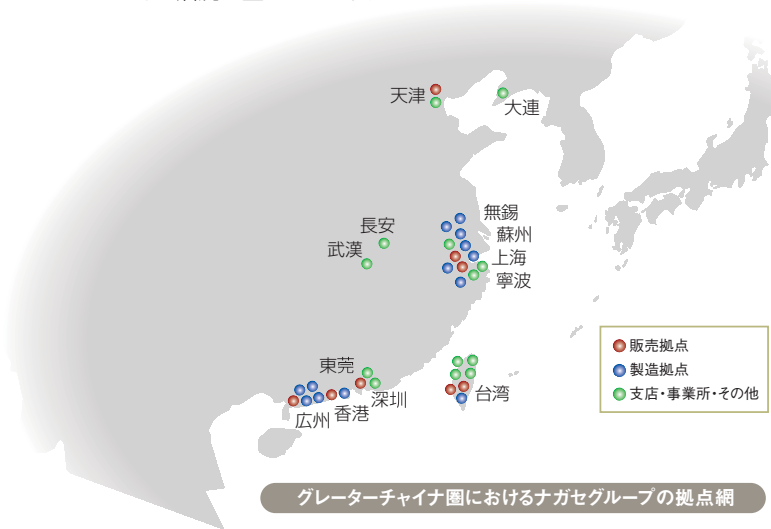 天津
大連
無錫
蘇州
上海
寧波
長安
武漢
東莞
深圳
香港
広州
台湾
販売拠点
製造拠点
支店・事業所・その他
グレーターチャイナ圏におけるナガセグループの拠点網